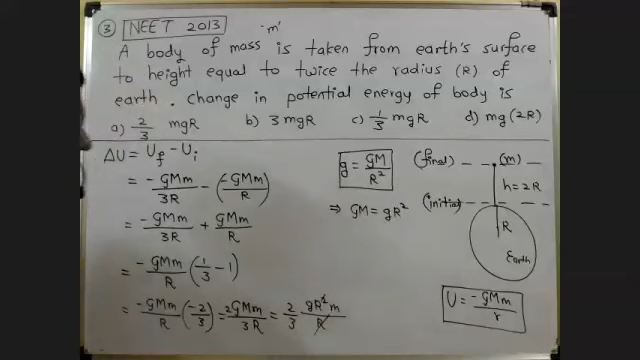 ③ NEET 2013
'm'
A body of mass is taken from earth's surface
to height equal to twice the radius (R) of
earth. change in potential energy of body is
a) 2/3 mgR b) 3 mgR c) 1/3 mgR d) mg(2R)
ΔU = U_f - U_i
= -GMm/3R - (-GMm/R)
= -GMm/3R + GMm/R
= -GMm/R (1/3 - 1)
= -GMm/R (-2/3) = 2GMm/3R = 2/3 gR²m/R
g = GM/R²
⇒ GM = gR²
(final) (m)
h = 2R
(initial)
R
Earth
U = -GMm/r